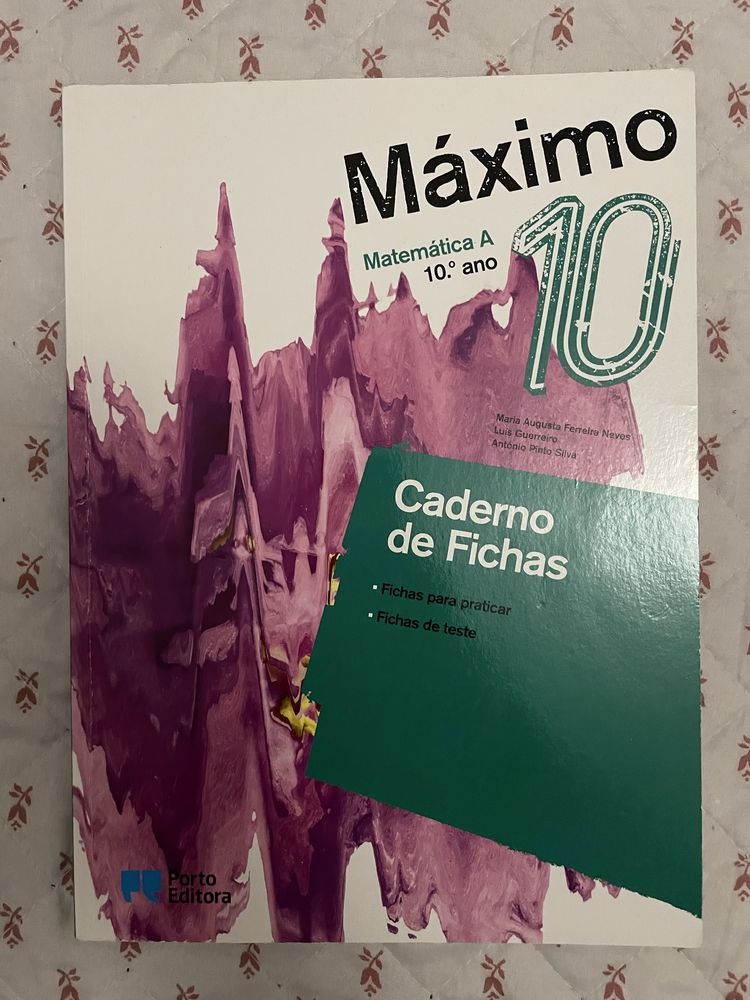 Máximo
10
Matemática A
10.º ano
Maria Augusta Ferreira Neves
Luís Guerreiro
António Pinto Silva
Caderno
de Fichas
▪ Fichas para praticar
▪ Fichas de teste
Porto
Editora